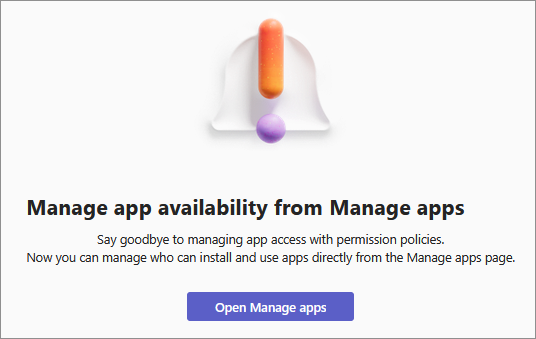 Manage app availability from Manage apps
Say goodbye to managing app access with permission policies.
Now you can manage who can install and use apps directly from the Manage apps page.
Open Manage apps